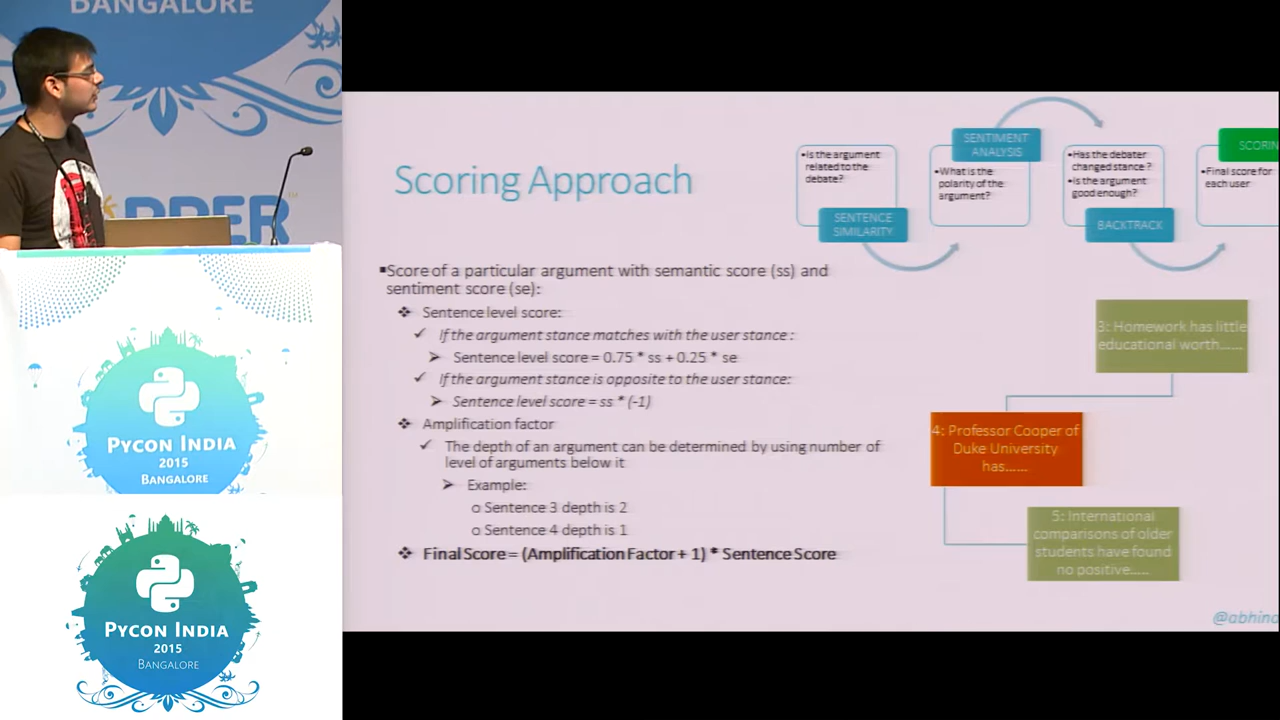 BANGALORE
PYCON INDIA
2015
BANGALORE
PYCON INDIA
2015
BANGALORE
Scoring Approach
•Is the argument
related to the
debate?
SENTENCE
SIMILARITY
SENTIMENT
ANALYSIS
•What is the
polarity of the
argument?
•Has the debater
changed stance?
•Is the argument
good enough?
BACKTRACK
•Final score for
each user
▪Score of a particular argument with semantic score (ss) and
sentiment score (se):
❖ Sentence level score:
✓ If the argument stance matches with the user stance :
➢ Sentence level score = 0.75 * ss + 0.25 * se
✓ If the argument stance is opposite to the user stance:
➢ Sentence level score = ss * (-1)
❖ Amplification factor
✓ The depth of an argument can be determined by using number of
level of arguments below it
➢ Example:
o Sentence 3 depth is 2
o Sentence 4 depth is 1
❖ Final Score = (Amplification Factor + 1) * Sentence Score
3: Homework has little
educational worth......
4: Professor Cooper of
Duke University
has......
5: International
comparisons of older
students have found
no positive.....